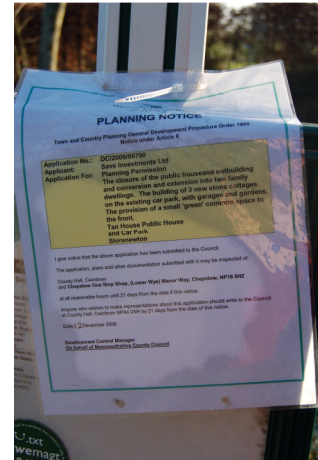 PLANNING NOTICE
Town and Country Planning General Development Procedure Order 1995
Notice under Article 8
Application No.: DC/2006/00790
Applicant: Save Investments Ltd
Application For: Planning Permission
The closure of the public houseand outbuilding
and conversion and extension into two family
dwellings. The building of 3 new stone cottages
on the existing car park, with garages and gardens.
The provision of a small 'green' common space to
the front.
Tan House Public House
and Car Park
Shirenewton
I give notice that the above application has been submitted to the Council.
The application, plans and other documentation submitted with it may be inspected at:
County Hall, Cwmbran
and Chepstow One Stop Shop, (Lower Wye) Manor Way, Chepstow, NP16 5HZ
at all reasonable hours until 21 days from the date if this notice.
Anyone who wishes to make representations about this application should write to the Council
at County Hall, Cwmbran NP44 2XH by 21 days from the date of this notice.
Date 12 December 2006
Development Control Manager
On behalf of Monmouthshire County Council
.txt
wemagt